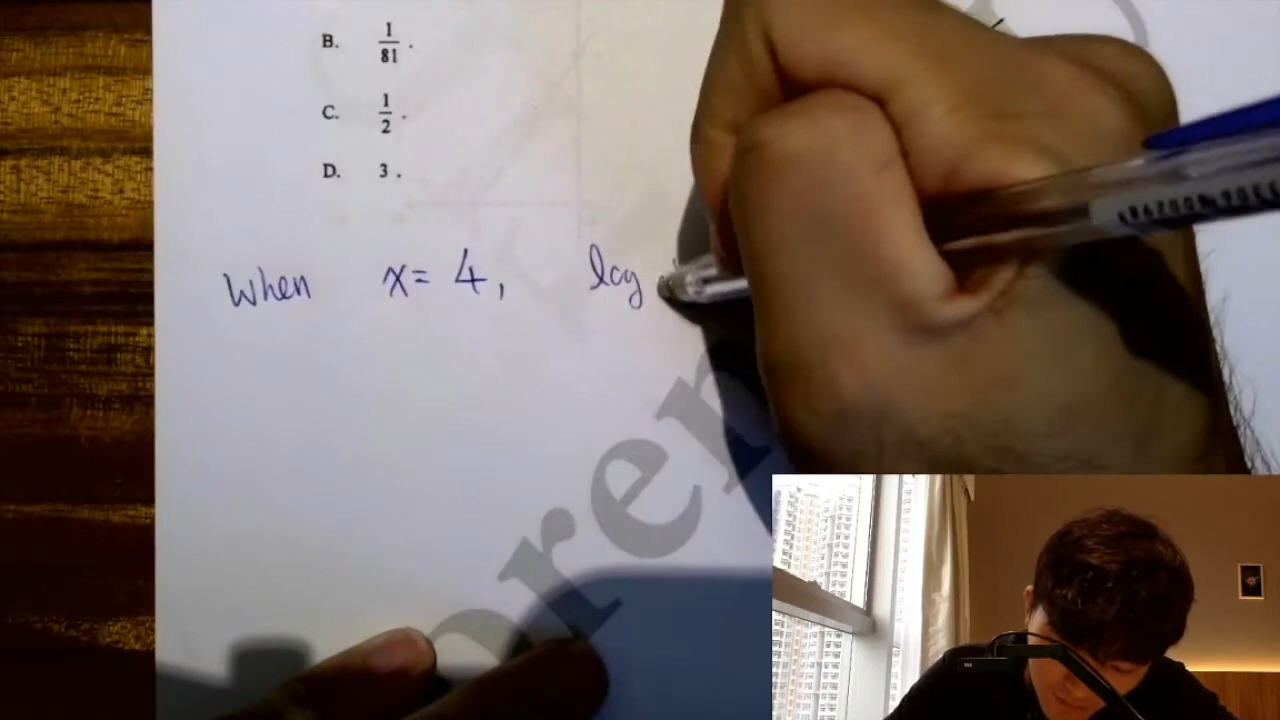 B. 1/81 .
C. 1/2 .
D. 3 .
When x = 4, log